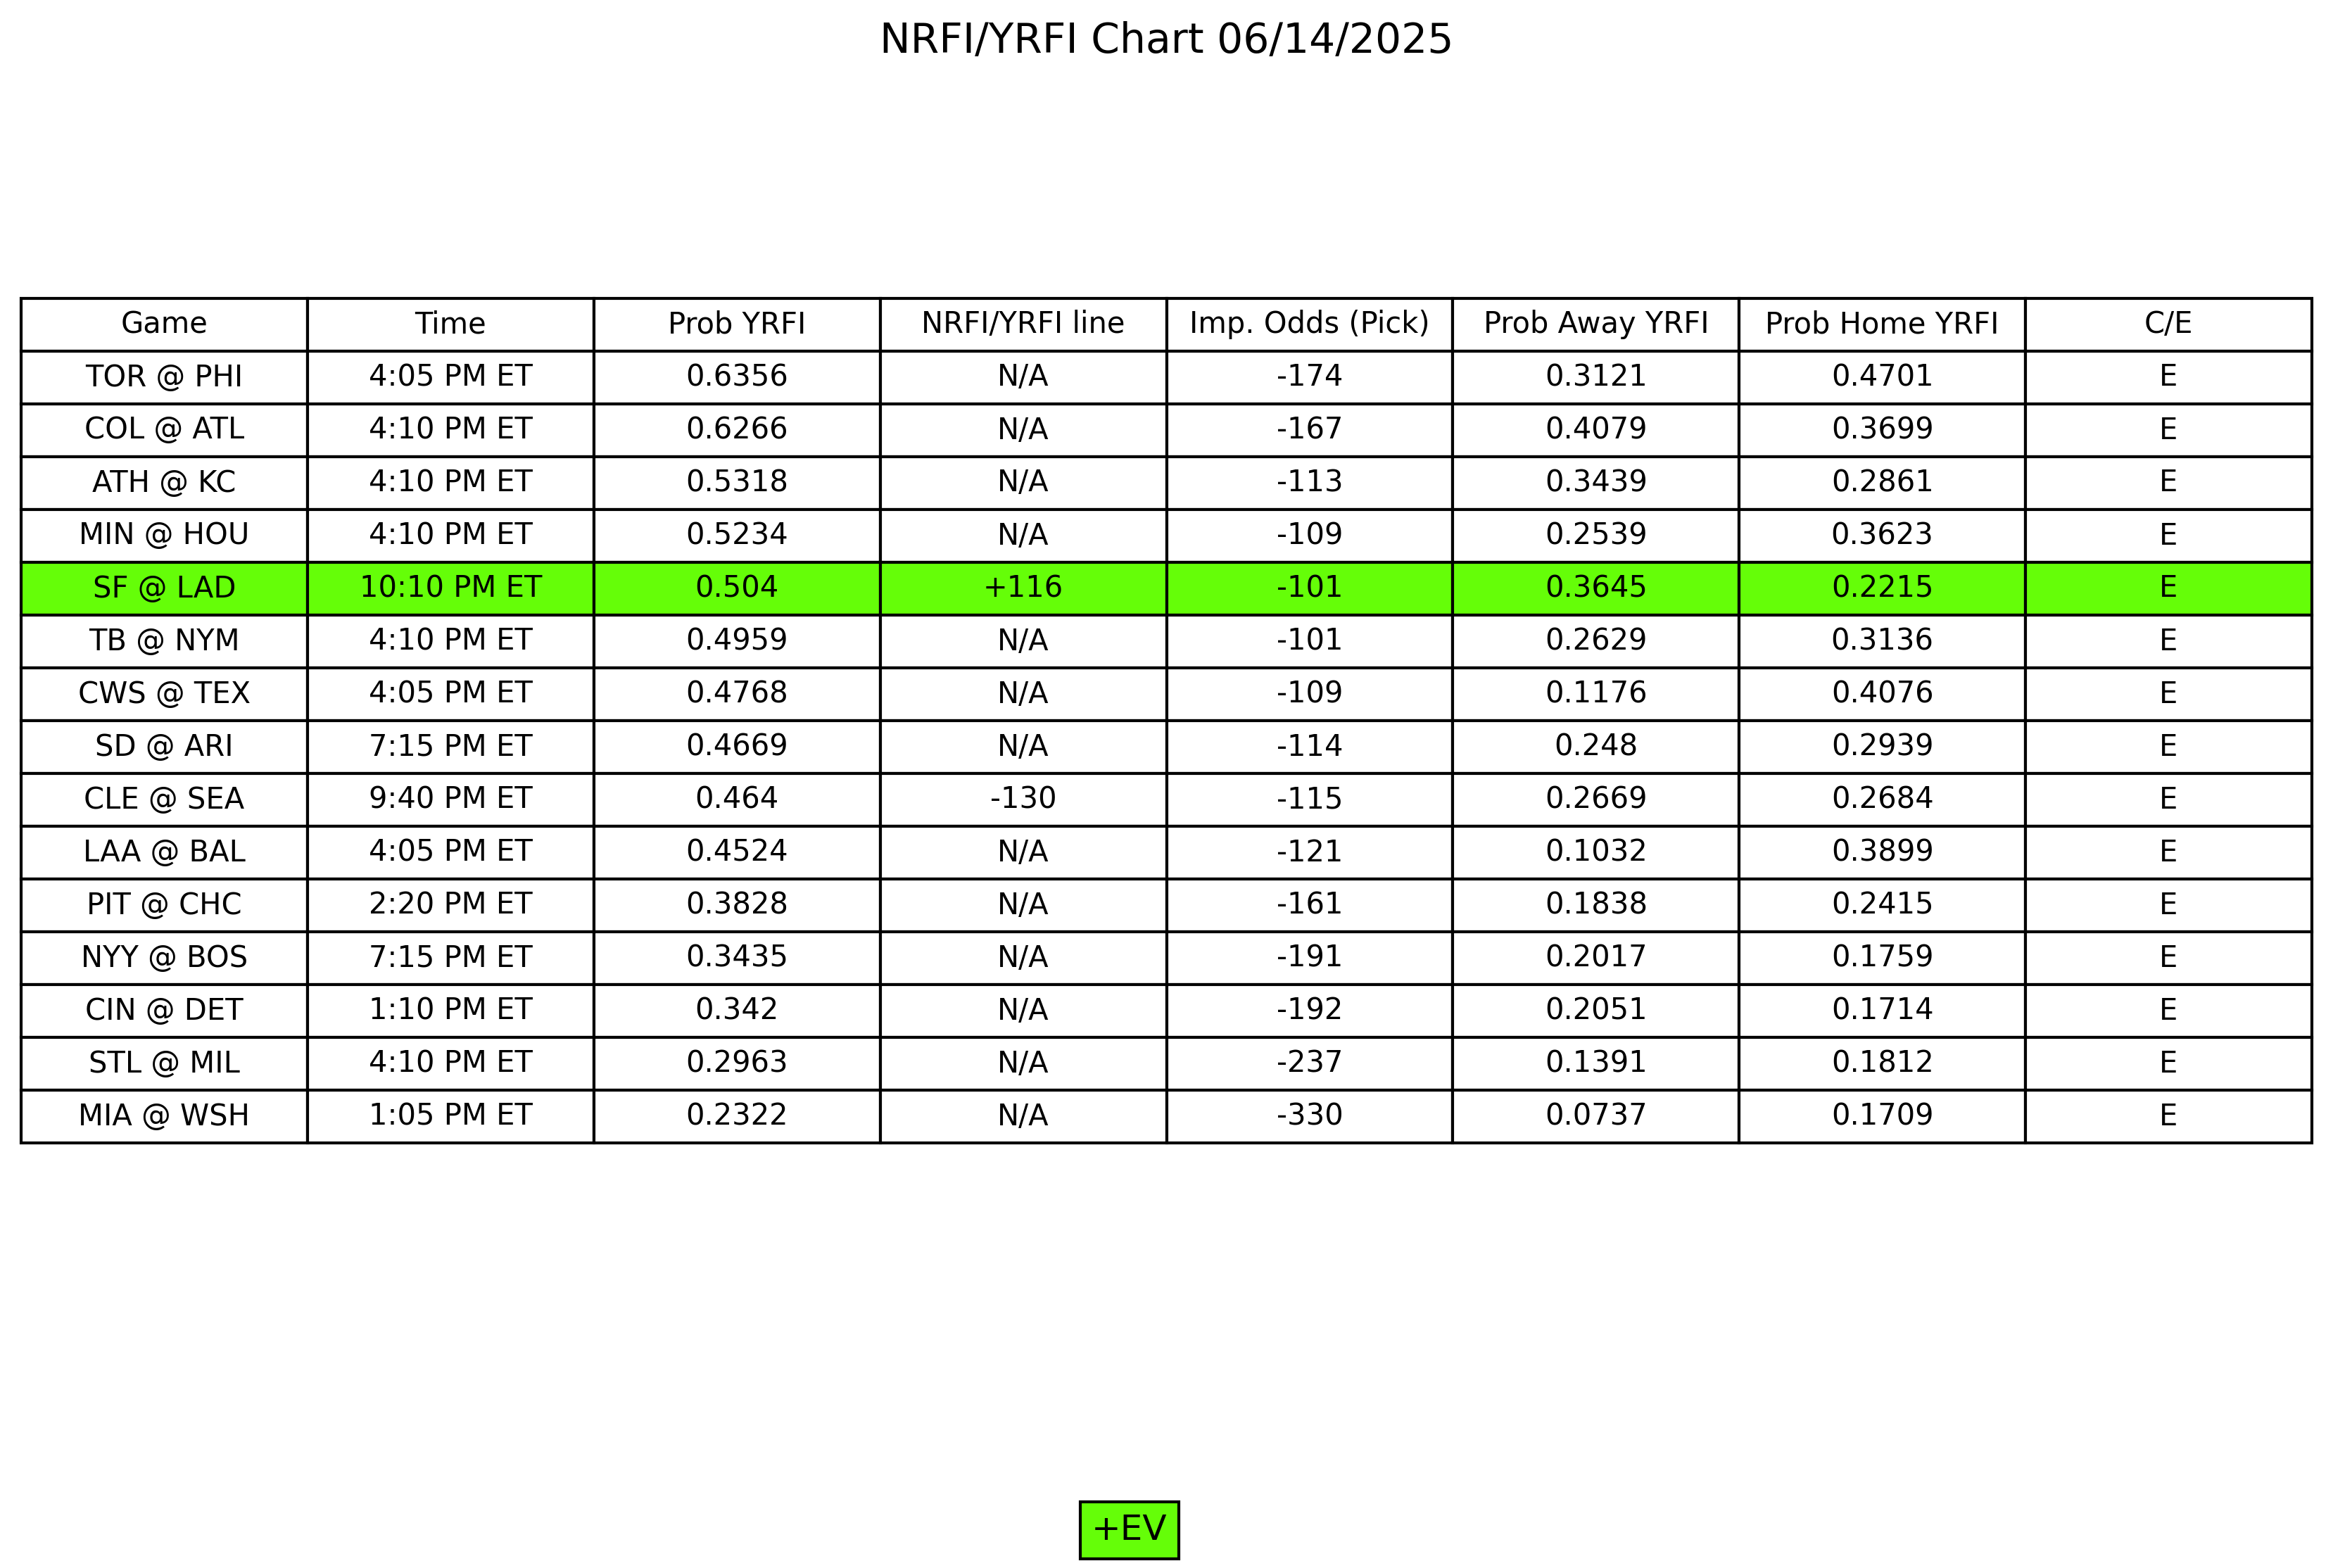 NRFI/YRFI Chart 06/14/2025
Game Time Prob YRFI NRFI/YRFI line Imp. Odds (Pick) Prob Away YRFI Prob Home YRFI C/E
TOR @ PHI 4:05 PM ET 0.6356 N/A -174 0.3121 0.4701 E
COL @ ATL 4:10 PM ET 0.6266 N/A -167 0.4079 0.3699 E
ATH @ KC 4:10 PM ET 0.5318 N/A -113 0.3439 0.2861 E
MIN @ HOU 4:10 PM ET 0.5234 N/A -109 0.2539 0.3623 E
SF @ LAD 10:10 PM ET 0.504 +116 -101 0.3645 0.2215 E
TB @ NYM 4:10 PM ET 0.4959 N/A -101 0.2629 0.3136 E
CWS @ TEX 4:05 PM ET 0.4768 N/A -109 0.1176 0.4076 E
SD @ ARI 7:15 PM ET 0.4669 N/A -114 0.248 0.2939 E
CLE @ SEA 9:40 PM ET 0.464 -130 -115 0.2669 0.2684 E
LAA @ BAL 4:05 PM ET 0.4524 N/A -121 0.1032 0.3899 E
PIT @ CHC 2:20 PM ET 0.3828 N/A -161 0.1838 0.2415 E
NYY @ BOS 7:15 PM ET 0.3435 N/A -191 0.2017 0.1759 E
CIN @ DET 1:10 PM ET 0.342 N/A -192 0.2051 0.1714 E
STL @ MIL 4:10 PM ET 0.2963 N/A -237 0.1391 0.1812 E
MIA @ WSH 1:05 PM ET 0.2322 N/A -330 0.0737 0.1709 E
+EV